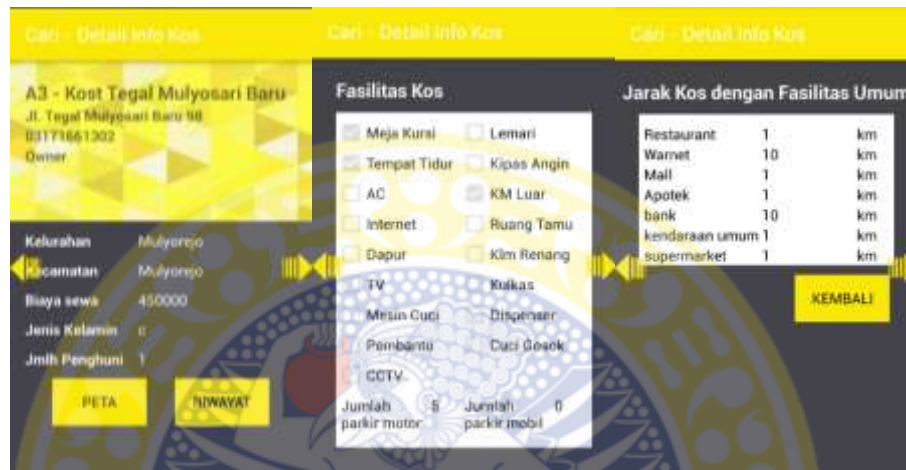 Cari - Detail Info Kos
A3 - Kost Tegal Mulyosari Baru
Jl. Tegal Mulyosari Baru 98
03171661302
Owner
Kelurahan Mulyorejo
Kecamatan Mulyorejo
Biaya sewa 450000
Jenis Kelamin c
Jmlh Penghuni 1
PETA RIWAYAT
Cari - Detail Info Kos
Fasilitas Kos
Meja Kursi Lemari
Tempat Tidur Kipas Angin
AC KM Luar
Internet Ruang Tamu
Dapur Klm Renang
TV Kulkas
Mesin Cuci Dispenser
Pembantu Cuci Gosok
CCTV
Jumlah 5 Jumlah 0
parkir motor parkir mobil
Cari - Detail Info Kos
Jarak Kos dengan Fasilitas Umum
Restaurant 1 km
Warnet 10 km
Mall 1 km
Apotek 1 km
bank 10 km
kendaraan umum 1 km
supermarket 1 km
KEMBALI